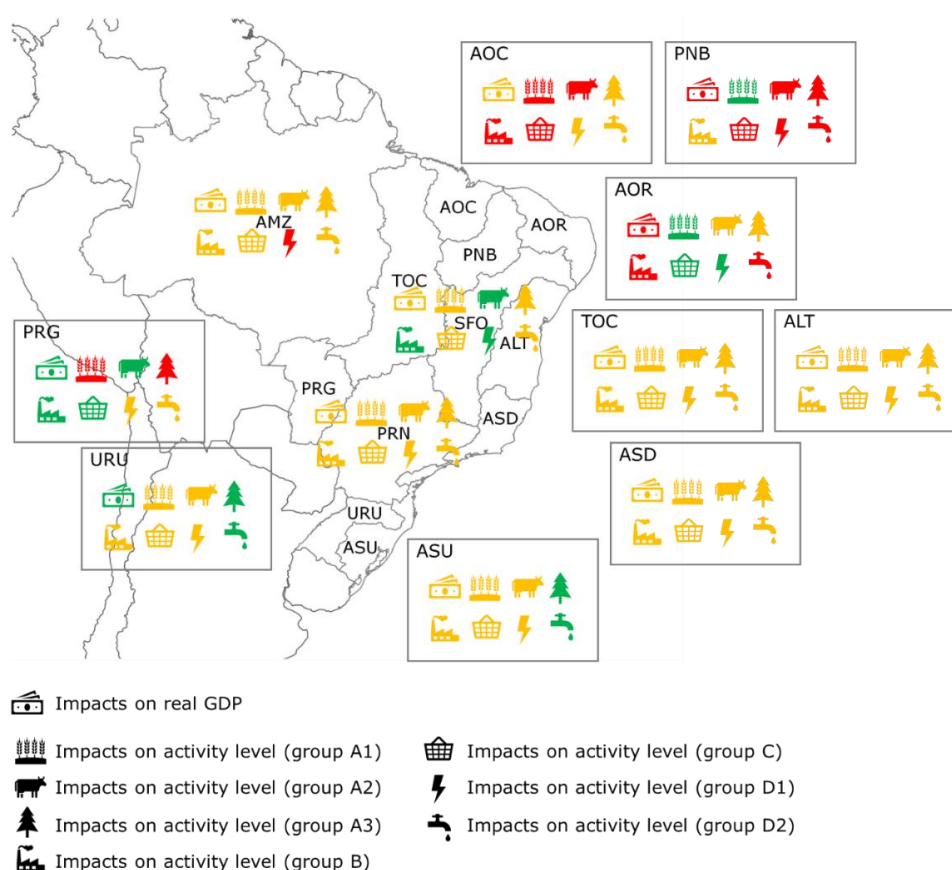 AOC
PNB
AMZ
AOC
AOR
PNB
AOR
TOC
SFO
ALT
PRG
PRG
TOC
ALT
PRN
ASD
URU
ASD
URU
ASU
ASU
Impacts on real GDP
Impacts on activity level (group A1)
Impacts on activity level (group C)
Impacts on activity level (group A2)
Impacts on activity level (group D1)
Impacts on activity level (group A3)
Impacts on activity level (group D2)
Impacts on activity level (group B)